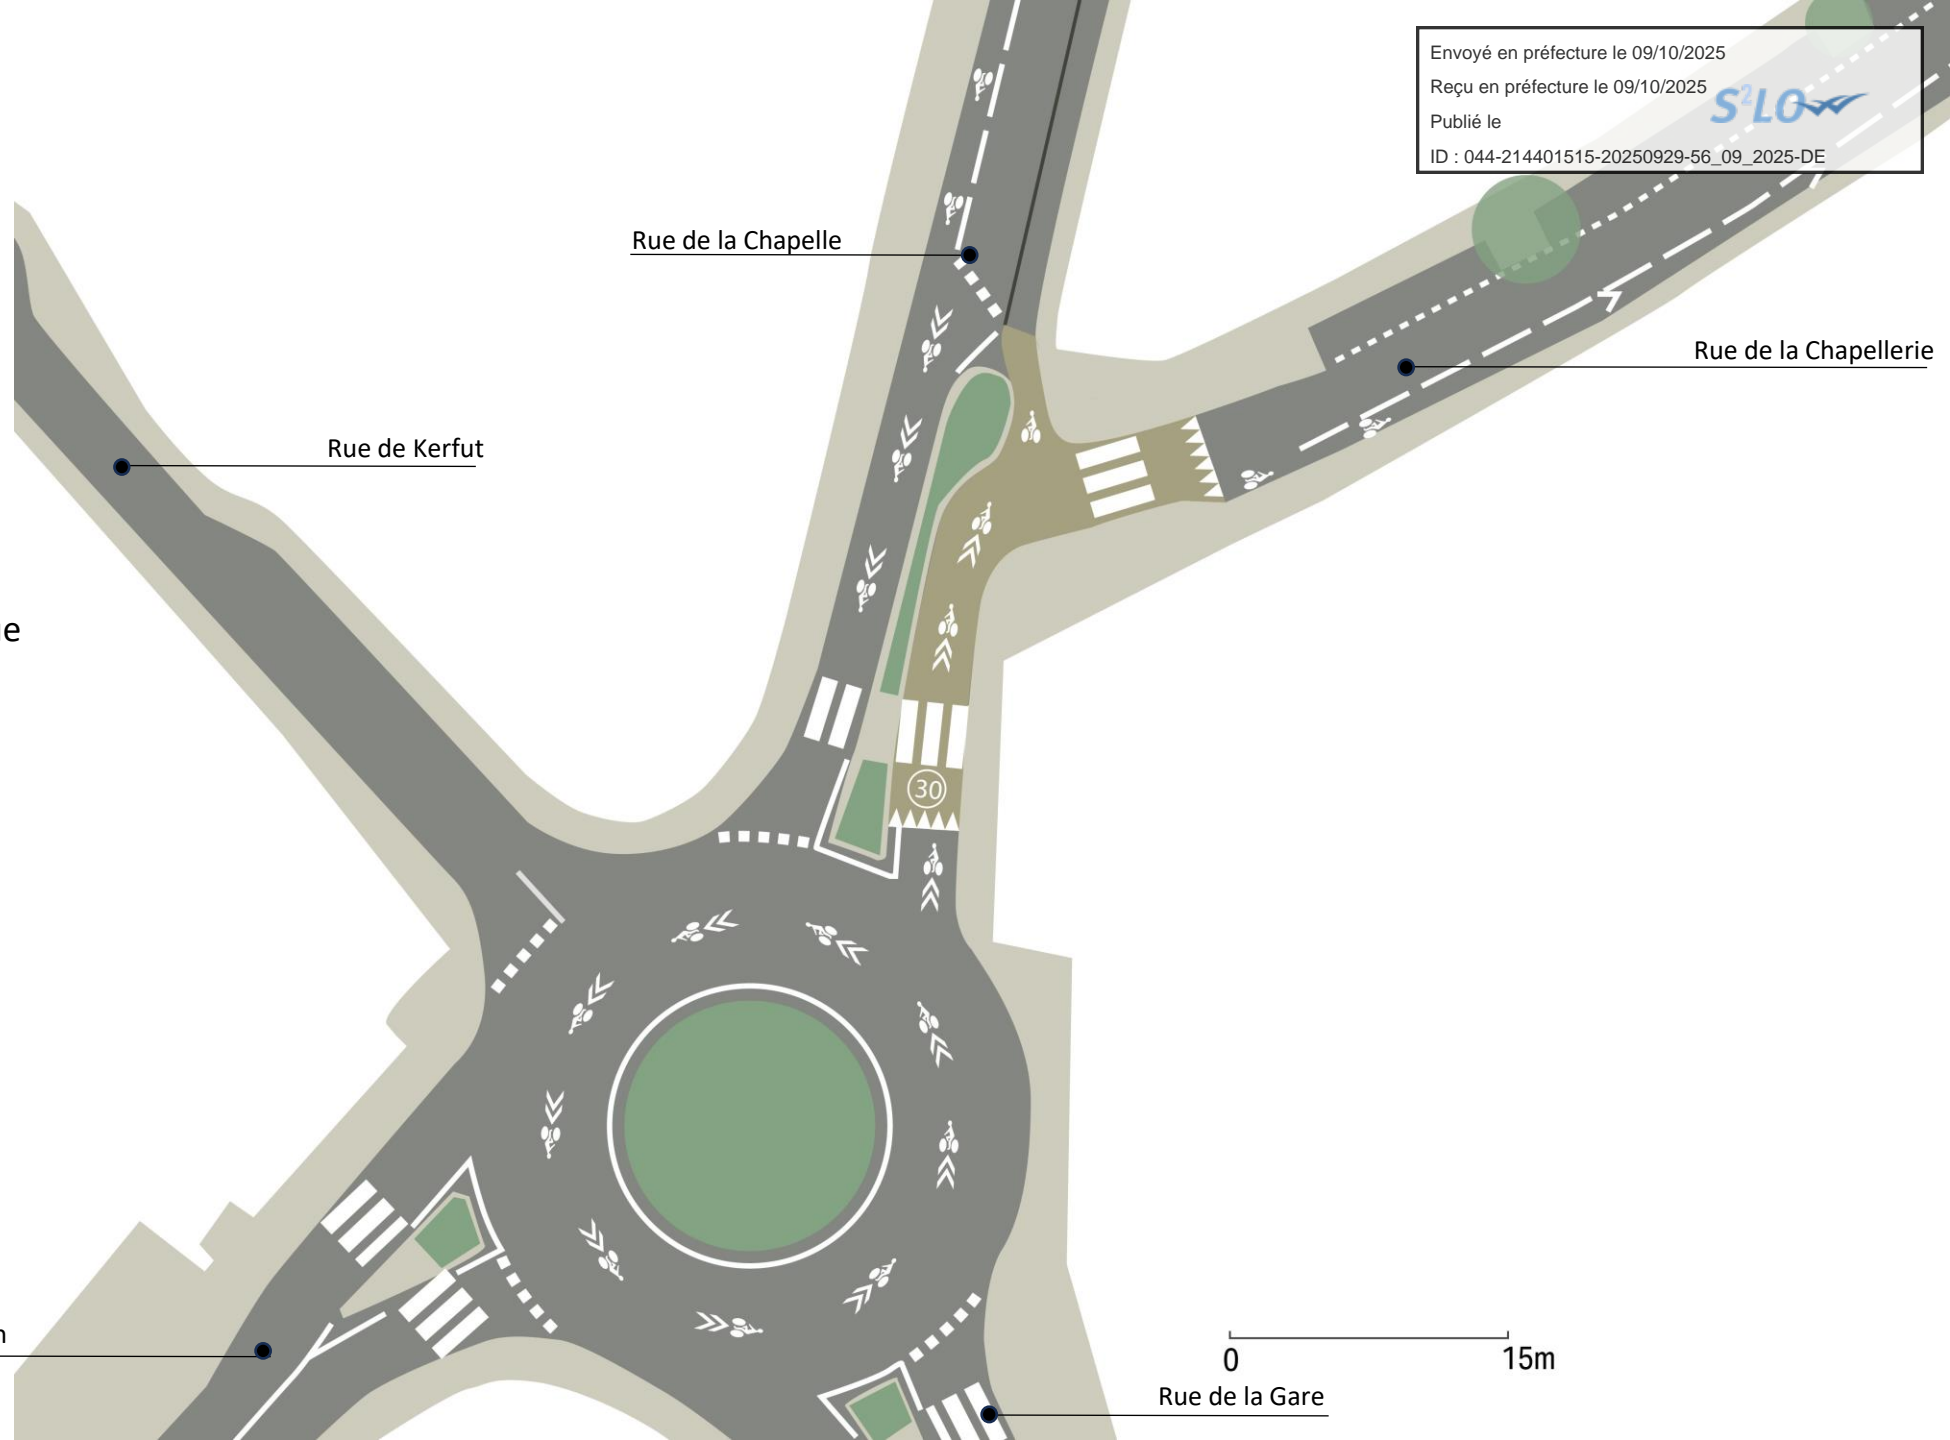 Envoyé en préfecture le 09/10/2025
Reçu en préfecture le 09/10/2025
Publié le
S²LO
ID : 044-214401515-20250929-56_09_2025-DE
Rue de la Chapelle
Rue de la Chapellerie
Rue de Kerfut
30
0
15m
Rue de la Gare